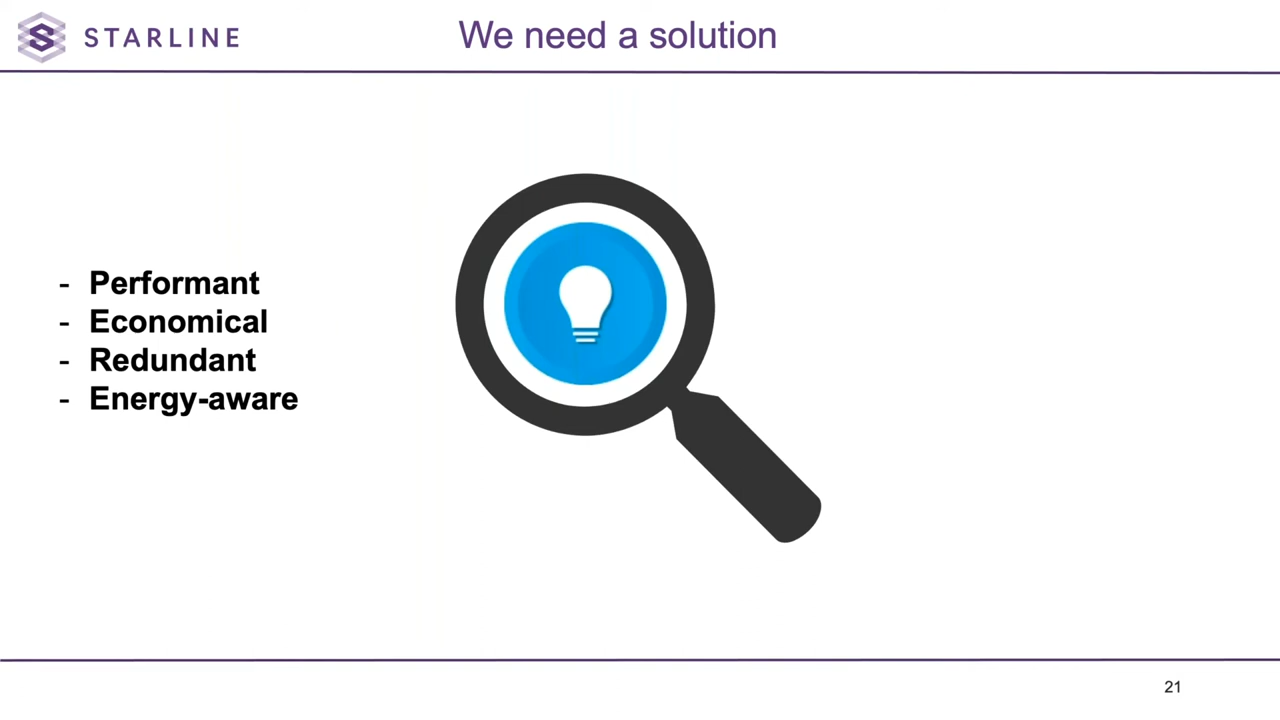 STARLINE
We need a solution
- Performant
- Economical
- Redundant
- Energy-aware
21